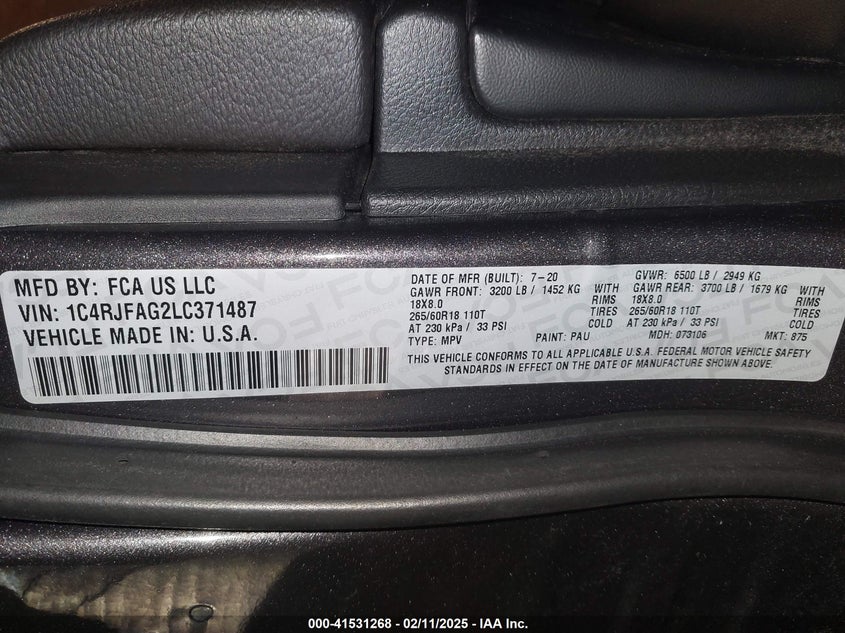 MFD BY: FCA US LLC
VIN: 1C4RJFAG2LC371487
VEHICLE MADE IN: U.S.A.
DATE OF MFR (BUILT): 7-20 GVWR: 6500 LB / 2949 KG
GAWR FRONT: 3200 LB / 1452 KG WITH GAWR REAR: 3700 LB / 1679 KG WITH
18X8.0 RIMS 18X8.0 RIMS
265/60R18 110T TIRES 265/60R18 110T TIRES
AT 230 kPa / 33 PSI COLD AT 230 kPa / 33 PSI COLD
TYPE: MPV PAINT: PAU MDH: 073106 MKT: 875
THIS VEHICLE CONFORMS TO ALL APPLICABLE U.S.A. FEDERAL MOTOR VEHICLE SAFETY
STANDARDS IN EFFECT ON THE DATE OF MANUFACTURE SHOWN ABOVE.
000-41531268 - 02/11/2025 - IAA Inc.